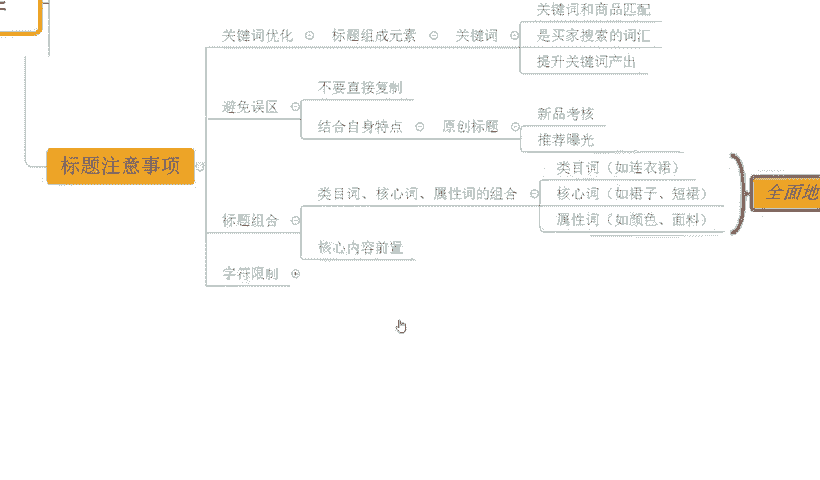 关键词和商品匹配
关键词优化 标题组成元素 关键词 是买家搜索的词汇
提升关键词产出
不要直接复制
避免误区
新品考核
结合自身特点 原创标题
推荐曝光
标题注意事项
类目词（如连衣裙）
类目词、核心词、属性词的组合 核心词（如裙子、短裙） 全面地
标题组合 属性词（如颜色、面料）
核心内容前置
字符限制